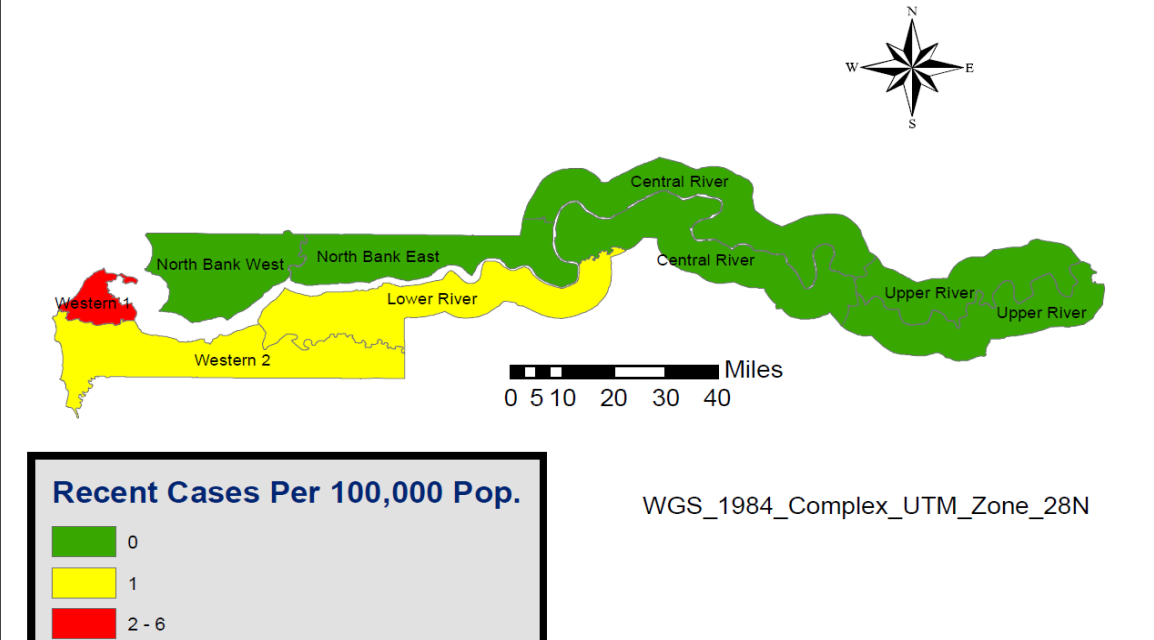 N
W E
S
Central River
North Bank East
North Bank West
Central River
Upper River
Lower River
Western 1
Upper River
Western 2
Miles
0 5 10 20 30 40
Recent Cases Per 100,000 Pop.
WGS_1984_Complex_UTM_Zone_28N
0
1
2 - 6